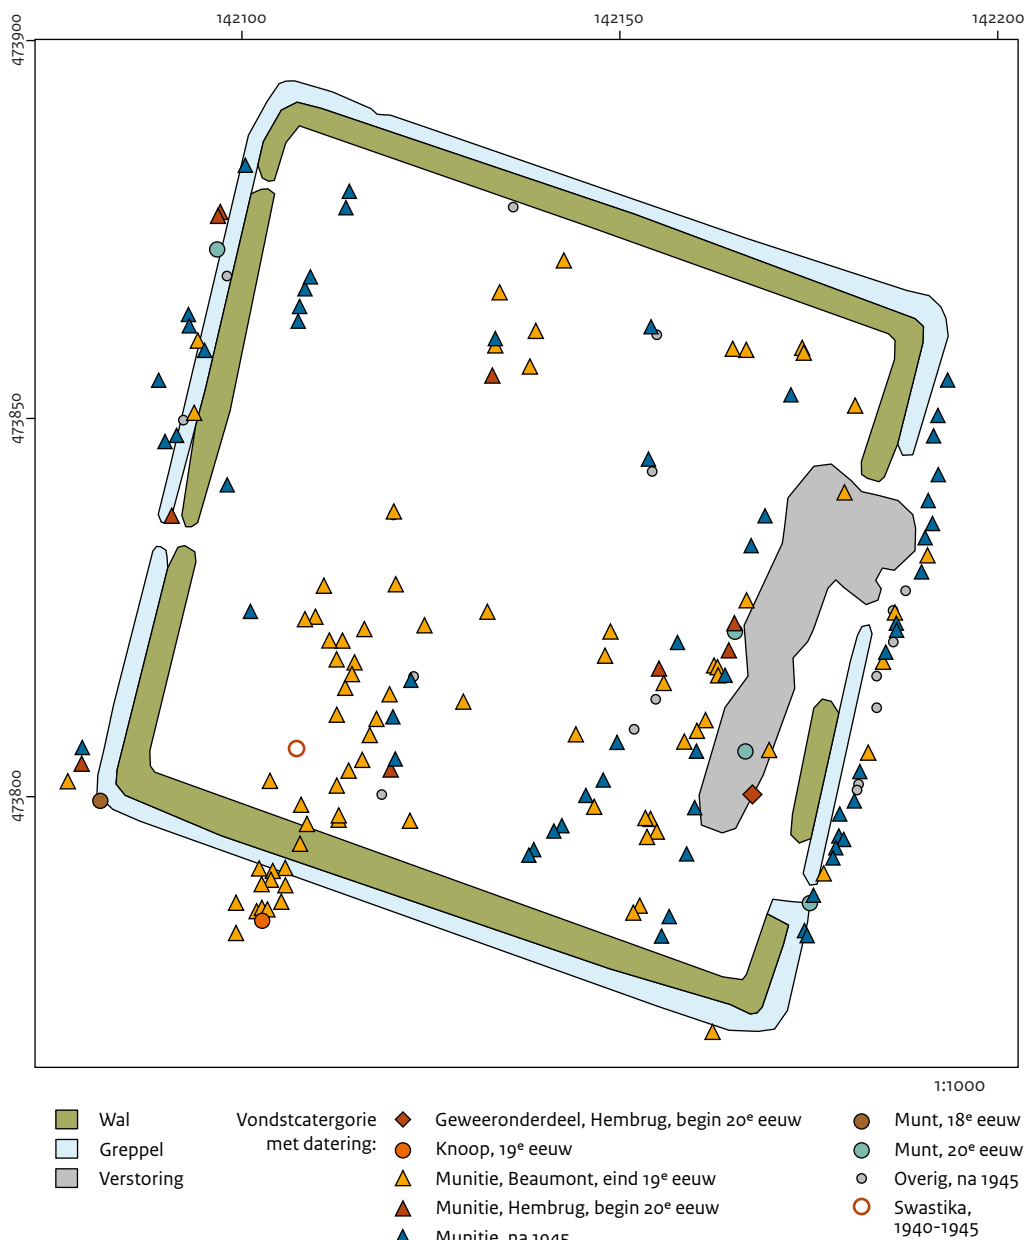 142100 142150 142200
473900
473850
473800
1:1000
Wal
Greppel
Verstoring
Vondstcatergorie
met datering:
Geweeronderdeel, Hembrug, begin 20e eeuw
Knoop, 19e eeuw
Munitie, Beaumont, eind 19e eeuw
Munitie, Hembrug, begin 20e eeuw
Munitie, na 1945
Munt, 18e eeuw
Munt, 20e eeuw
Overig, na 1945
Swastika,
1940-1945